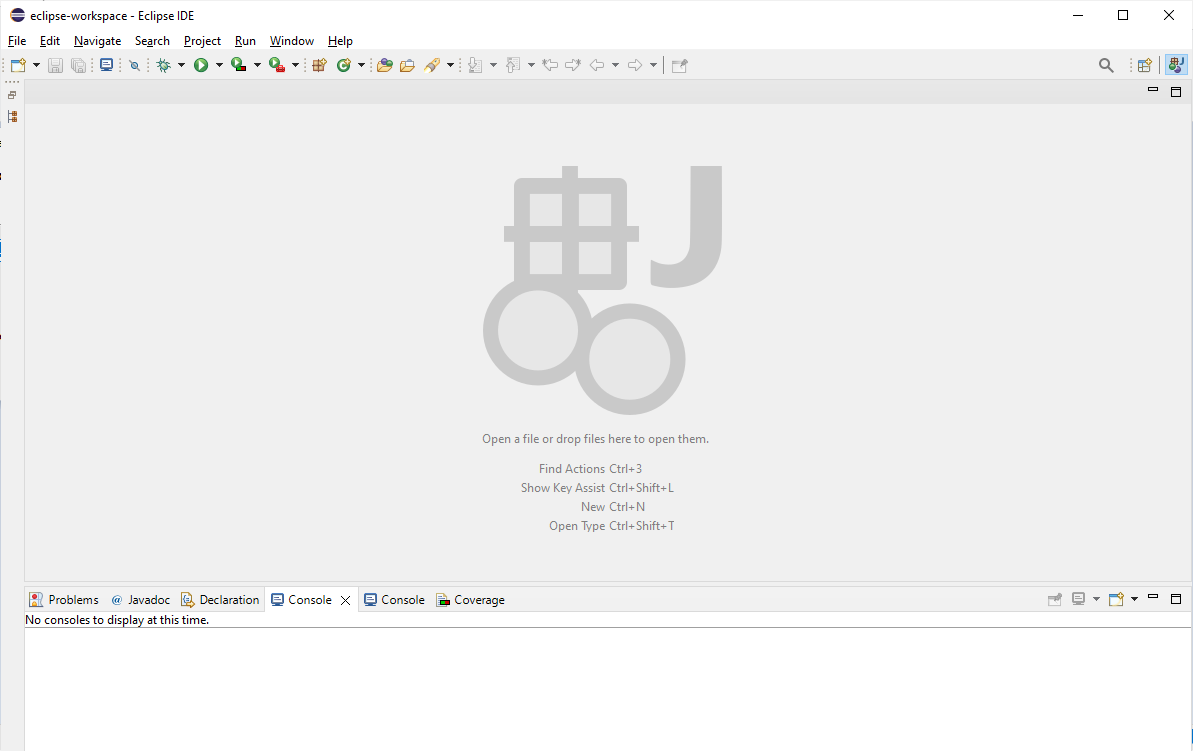 eclipse-workspace - Eclipse IDE
File Edit Navigate Search Project Run Window Help
J
Open a file or drop files here to open them.
Find Actions Ctrl+3
Show Key Assist Ctrl+Shift+L
New Ctrl+N
Open Type Ctrl+Shift+T
Problems @ Javadoc Declaration Console Console Coverage
No consoles to display at this time.